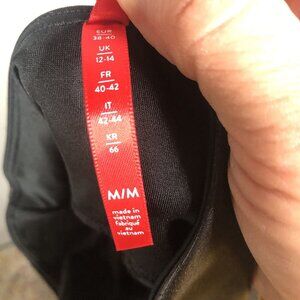 EUR
38-40
UK
12-14
FR
40-42
IT
42-44
KR
66
M/M
made in
vietnam
fabriqué
au
vietnam